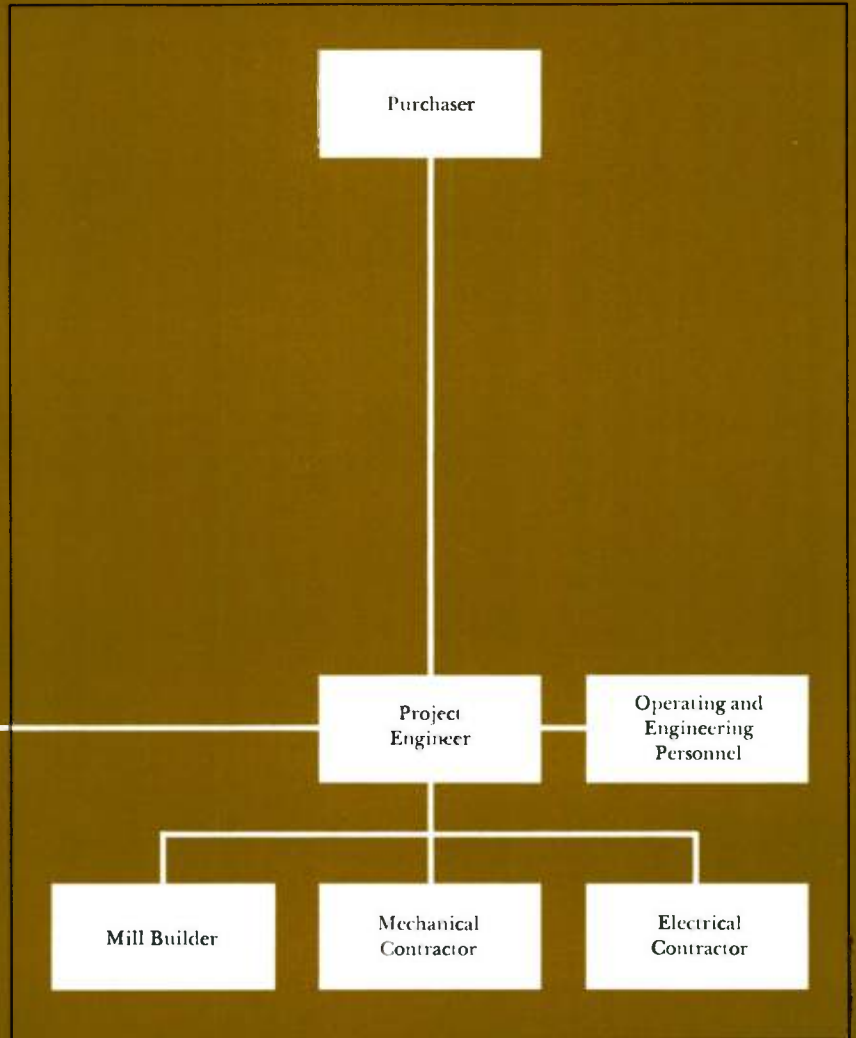 Purchaser
Project
Engineer
Operating and
Engineering
Personnel
Mill Builder
Mechanical
Contractor
Electrical
Contractor